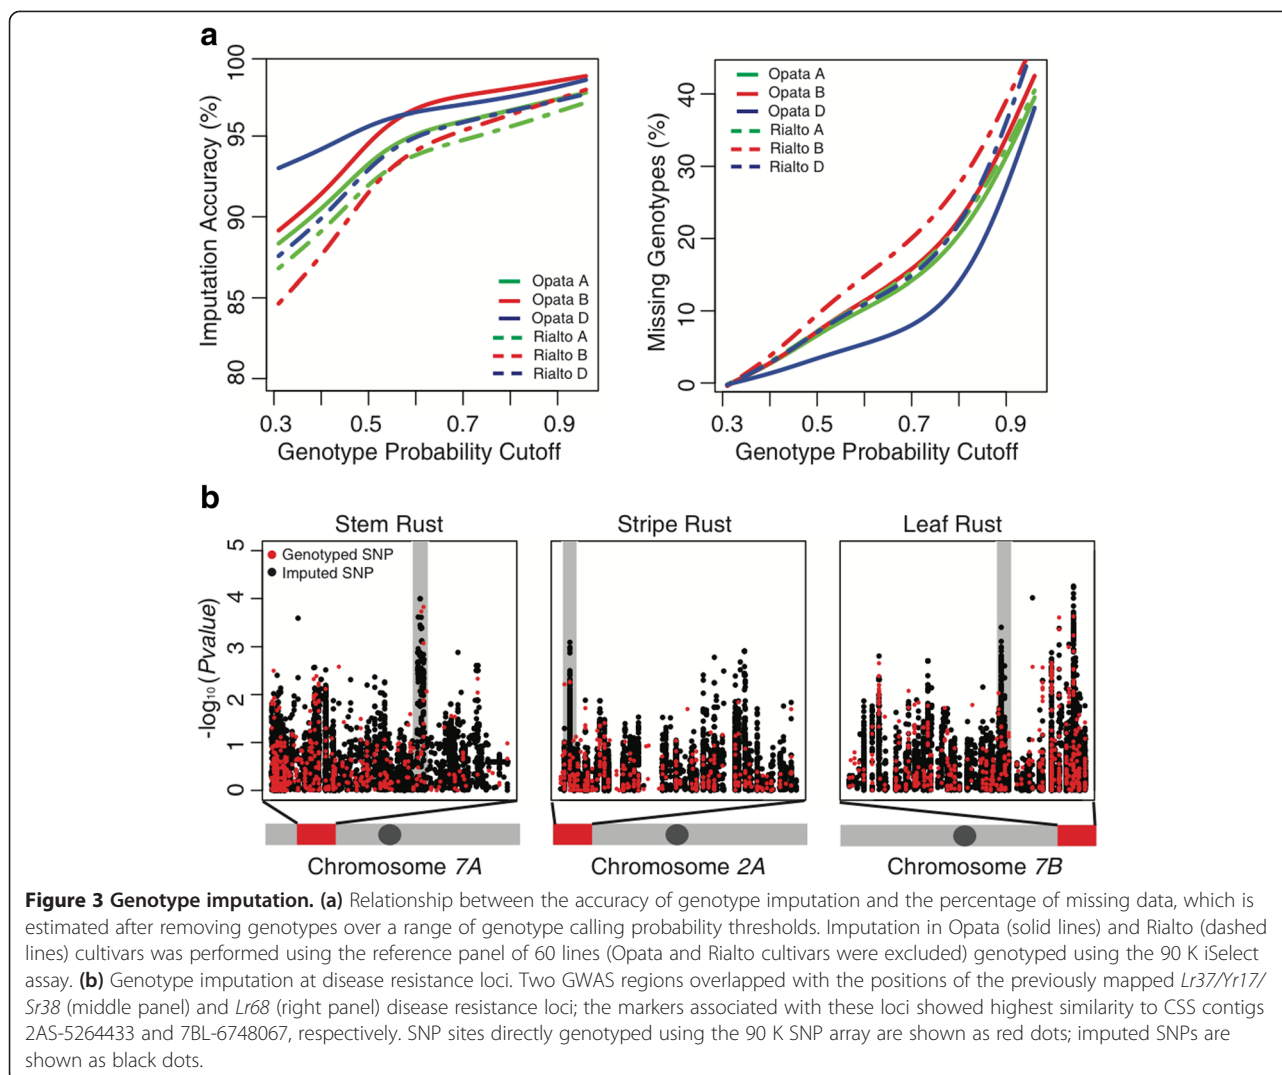 a
100
95
90
85
80
Imputation Accuracy (%)
Opata A
Opata B
Opata D
Rialto A
Rialto B
Rialto D
0.3 0.5 0.7 0.9
Genotype Probability Cutoff
40
30
20
10
0
Missing Genotypes (%)
Opata A
Opata B
Opata D
Rialto A
Rialto B
Rialto D
0.3 0.5 0.7 0.9
Genotype Probability Cutoff
b
Stem Rust Stripe Rust Leaf Rust
5
4
3
2
1
0
-log₁₀(Pvalue)
Genotyped SNP
Imputed SNP
Chromosome 7A Chromosome 2A Chromosome 7B
Figure 3 Genotype imputation. (a) Relationship between the accuracy of genotype imputation and the percentage of missing data, which is
estimated after removing genotypes over a range of genotype calling probability thresholds. Imputation in Opata (solid lines) and Rialto (dashed
lines) cultivars was performed using the reference panel of 60 lines (Opata and Rialto cultivars were excluded) genotyped using the 90 K iSelect
assay. (b) Genotype imputation at disease resistance loci. Two GWAS regions overlapped with the positions of the previously mapped Lr37/Yr17/
Sr38 (middle panel) and Lr68 (right panel) disease resistance loci; the markers associated with these loci showed highest similarity to CSS contigs
2AS-5264433 and 7BL-6748067, respectively. SNP sites directly genotyped using the 90 K SNP array are shown as red dots; imputed SNPs are
shown as black dots.